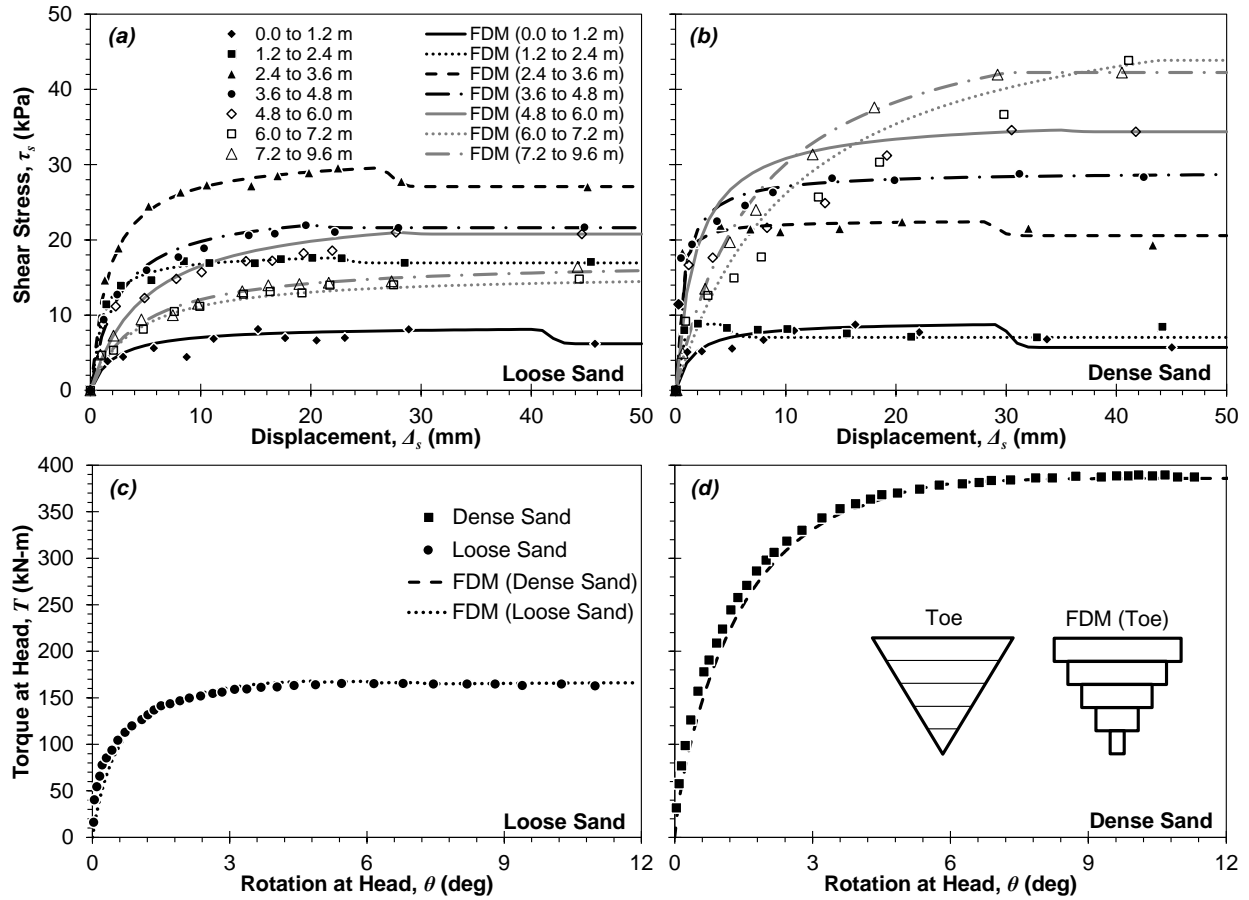 (a)
0.0 to 1.2 m
1.2 to 2.4 m
2.4 to 3.6 m
3.6 to 4.8 m
4.8 to 6.0 m
6.0 to 7.2 m
7.2 to 9.6 m
FDM (0.0 to 1.2 m)
FDM (1.2 to 2.4 m)
FDM (2.4 to 3.6 m)
FDM (3.6 to 4.8 m)
FDM (4.8 to 6.0 m)
FDM (6.0 to 7.2 m)
FDM (7.2 to 9.6 m)
Shear Stress, τs (kPa)
50
40
30
20
10
0
Loose Sand
0 10 20 30 40 50
Displacement, Δs (mm)
(b)
50
40
30
20
10
0
Dense Sand
0 10 20 30 40 50
Displacement, Δs (mm)
(c)
Dense Sand
Loose Sand
FDM (Dense Sand)
FDM (Loose Sand)
Torque at Head, T (kN-m)
400
350
300
250
200
150
100
50
0
Loose Sand
0 3 6 9 12
Rotation at Head, θ (deg)
(d)
Toe
FDM (Toe)
Dense Sand
0 3 6 9 12
Rotation at Head, θ (deg)